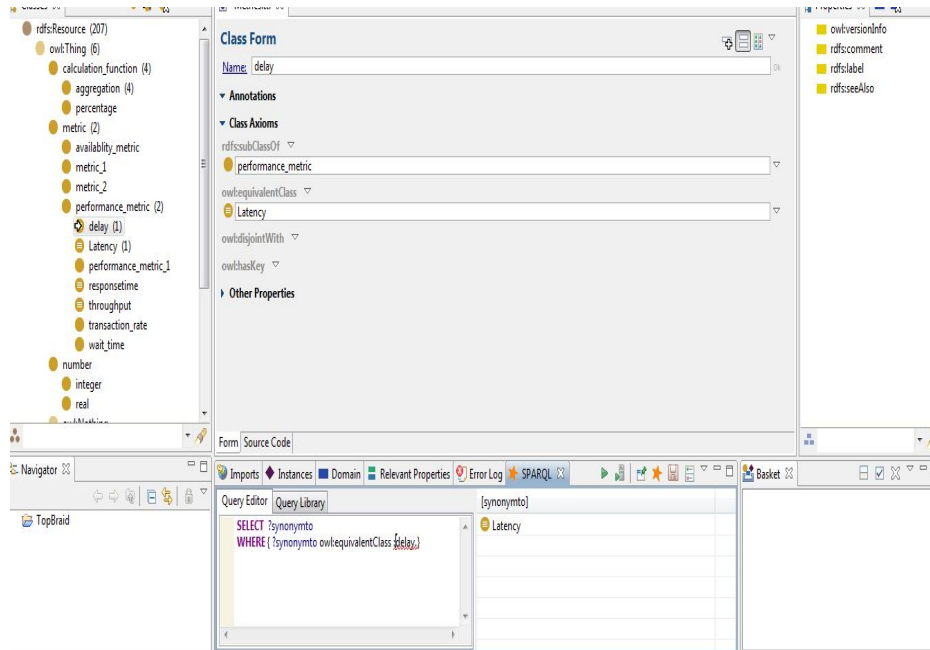 rdfs:Resource (207)
owl:Thing (6)
calculation_function (4)
aggregation (4)
percentage
metric (2)
availablity_metric
metric_1
metric_2
performance_metric (2)
delay (1)
Latency (1)
performance_metric_1
responsetime
throughput
transaction_rate
wait_time
number
integer
real
Class Form
Name: delay
Ok
Annotations
Class Axioms
rdfs:subClassOf
performance_metric
owl:equivalentClass
Latency
owl:disjointWith
owl:hasKey
Other Properties
Form Source Code
owl:versionInfo
rdfs:comment
rdfs:label
rdfs:seeAlso
Navigator
TopBraid
Imports Instances Domain Relevant Properties Error Log SPARQL
Query Editor Query Library
SELECT ?synonymto
WHERE { ?synonymto owl:equivalentClass :delay.}
[synonymto]
Latency
Basket